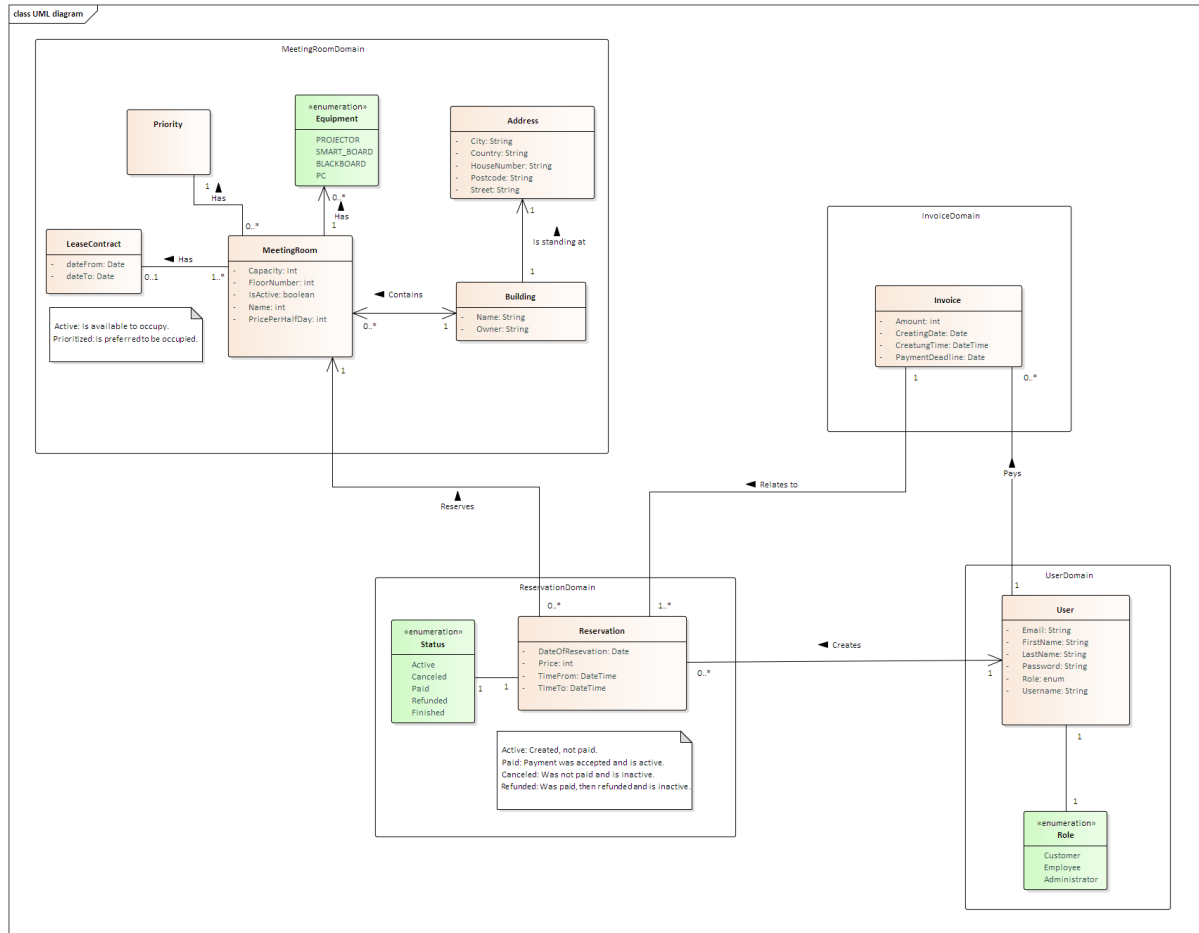 class UML diagram
MeetingRoomDomain
Priority
«enumeration»
Equipment
PROJECTOR
SMART_BOARD
BLACKBOARD
PC
Address
- City: String
- Country: String
- HouseNumber: String
- Postcode: String
- Street: String
1
Has
0..*
0..*
Has
1
1
Is standing at
1
LeaseContract
- dateFrom: Date
- dateTo: Date
Has
0..1
1..*
MeetingRoom
- Capacity: int
- FloorNumber: int
- IsActive: boolean
- Name: int
- PricePerHalfDay: int
Contains
0..*
1
Building
- Name: String
- Owner: String
Active: Is available to occupy.
Prioritized: Is preferred to be occupied.
1
InvoiceDomain
Invoice
- Amount: int
- CreatingDate: Date
- CreatungTime: DateTime
- PaymentDeadline: Date
1
0..*
Pays
Relates to
Reserves
ReservationDomain
0..*
1..*
«enumeration»
Status
Active
Canceled
Paid
Refunded
Finished
1
1
Reservation
- DateOfResevation: Date
- Price: int
- TimeFrom: DateTime
- TimeTo: DateTime
Creates
0..*
1
Active: Created, not paid.
Paid: Payment was accepted and is active.
Canceled: Was not paid and is inactive.
Refunded: Was paid, then refunded and is inactive.
UserDomain
1
User
- Email: String
- FirstName: String
- LastName: String
- Password: String
- Role: enum
- Username: String
1
1
«enumeration»
Role
Customer
Employee
Administrator